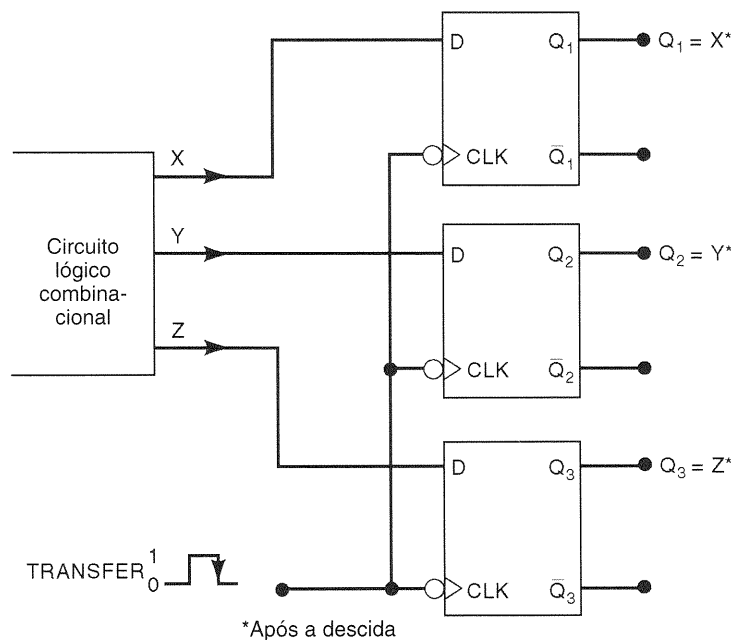 D
Q1
Q1 = X*
X
CLK
Q̅1
Y
Circuito
lógico
combina-
cional
D
Q2
Q2 = Y*
Z
CLK
Q̅2
D
Q3
Q3 = Z*
TRANSFER
1
0
CLK
Q̅3
*Após a descida